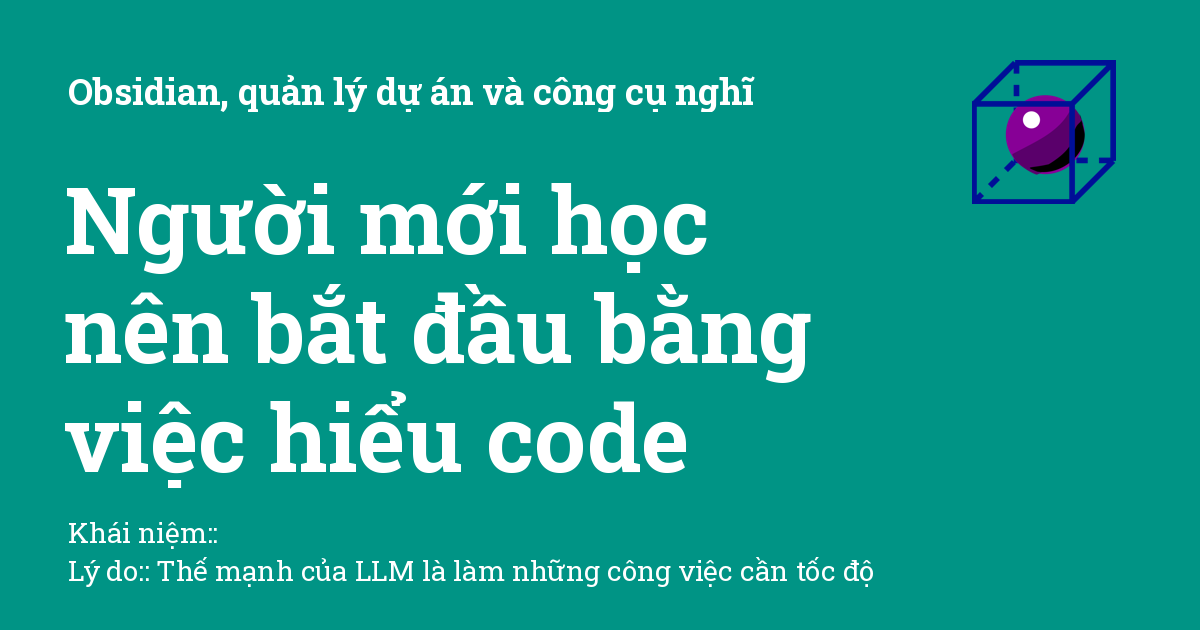 Obsidian, quản lý dự án và công cụ nghĩ
Người mới học
nên bắt đầu bằng
việc hiểu code
Khái niệm::
Lý do:: Thế mạnh của LLM là làm những công việc cần tốc độ